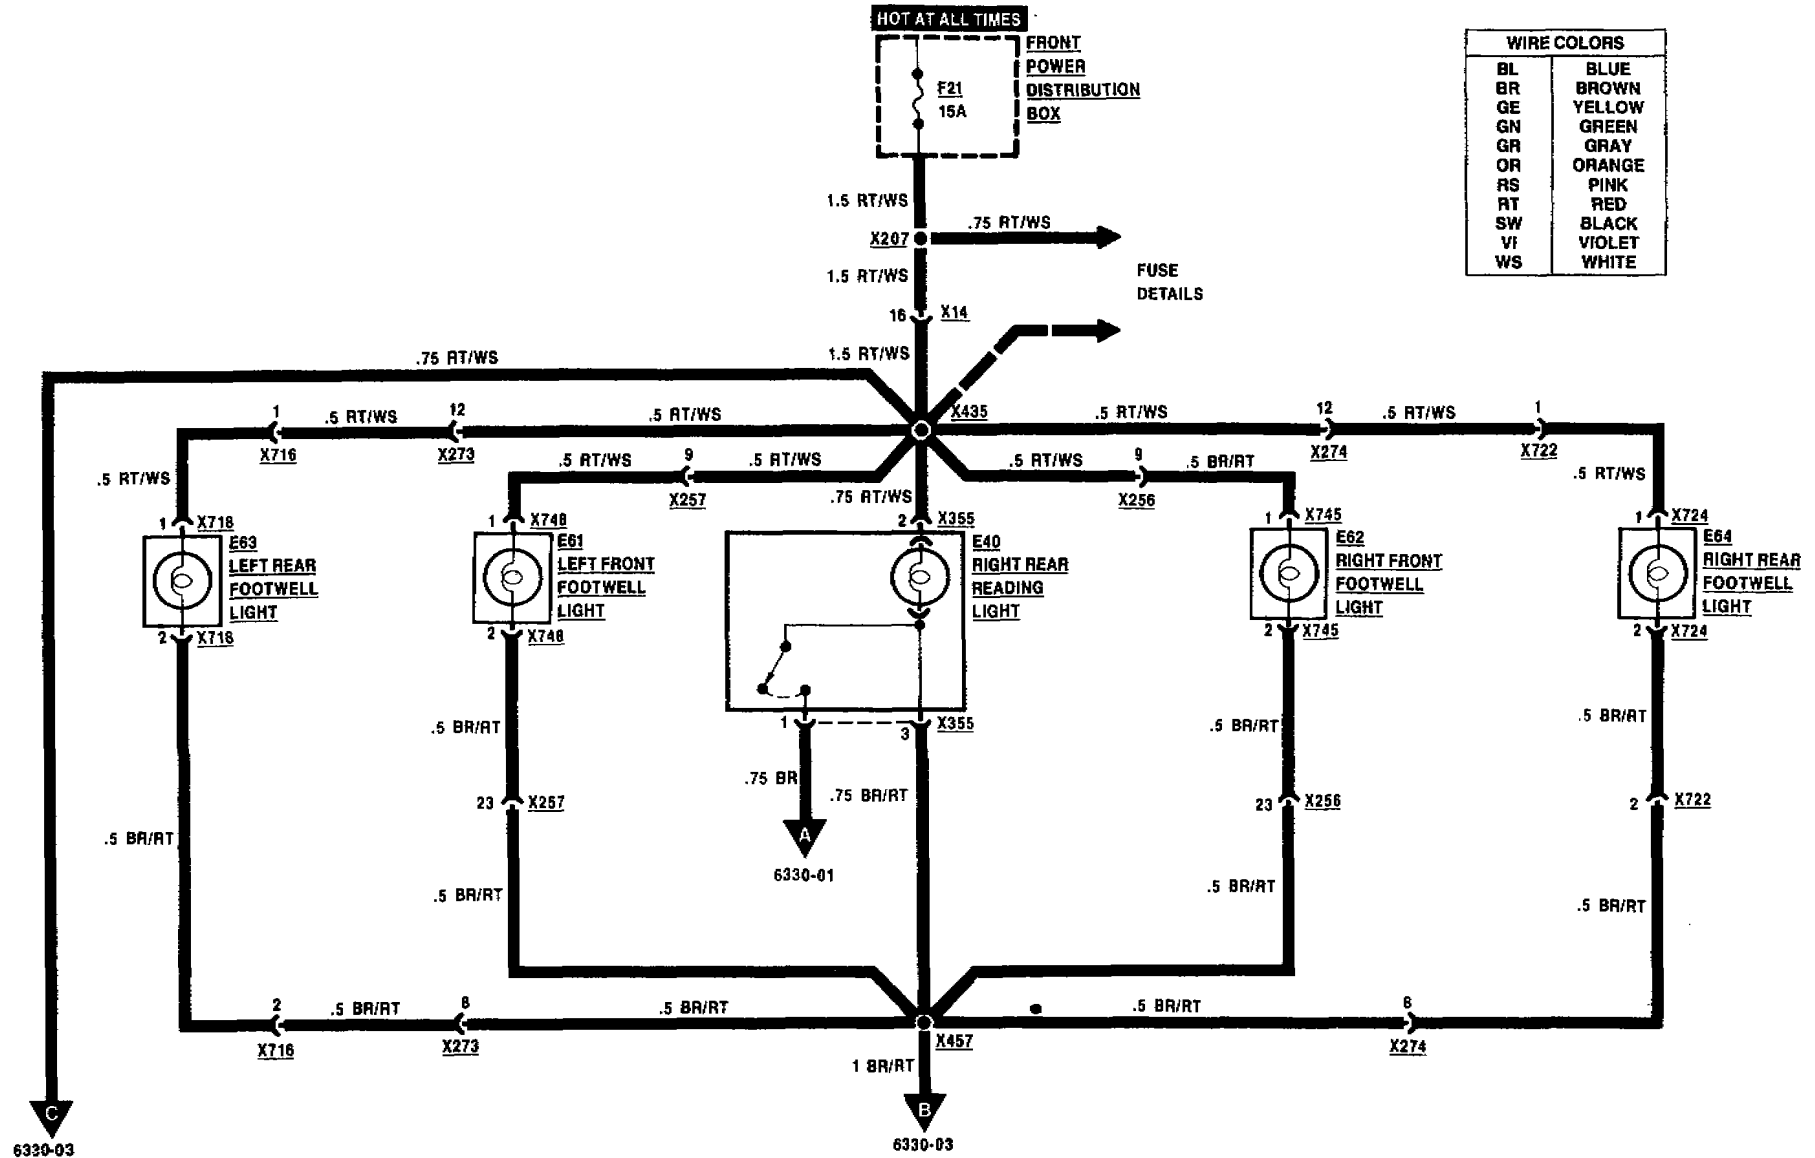 HOT AT ALL TIMES
FRONT
POWER
DISTRIBUTION
BOX
F21
15A
WIRE COLORS
BL BLUE
BR BROWN
GE YELLOW
GN GREEN
GR GRAY
OR ORANGE
RS PINK
RT RED
SW BLACK
VI VIOLET
WS WHITE
1.5 RT/WS
X207
.75 RT/WS
1.5 RT/WS
FUSE
DETAILS
16 X14
1.5 RT/WS
.75 RT/WS
X435
1 .5 RT/WS 12 .5 RT/WS
X716 X273
.5 RT/WS 12 .5 RT/WS 1
X274 X722
.5 RT/WS 9 .5 RT/WS
X257
.5 RT/WS 9 .5 BR/RT
X256
.5 RT/WS
.75 RT/WS
.5 RT/WS
1 X718
E63
LEFT REAR
FOOTWELL
LIGHT
2 X718
1 X748
E61
LEFT FRONT
FOOTWELL
LIGHT
2 X748
2 X355
E40
RIGHT REAR
READING
LIGHT
1 3 X355
1 X745
E62
RIGHT FRONT
FOOTWELL
LIGHT
2 X745
1 X724
E64
RIGHT REAR
FOOTWELL
LIGHT
2 X724
.5 BR/RT
.75 BR
.75 BR/RT
.5 BR/RT
.5 BR/RT
23 X257
23 X256
2 X722
.5 BR/RT
A
6330-01
.5 BR/RT
.5 BR/RT
.5 BR/RT
2 .5 BR/RT 8 .5 BR/RT
X716 X273
X457
.5 BR/RT 8
X274
1 BR/RT
C
6330-03
B
6330-03